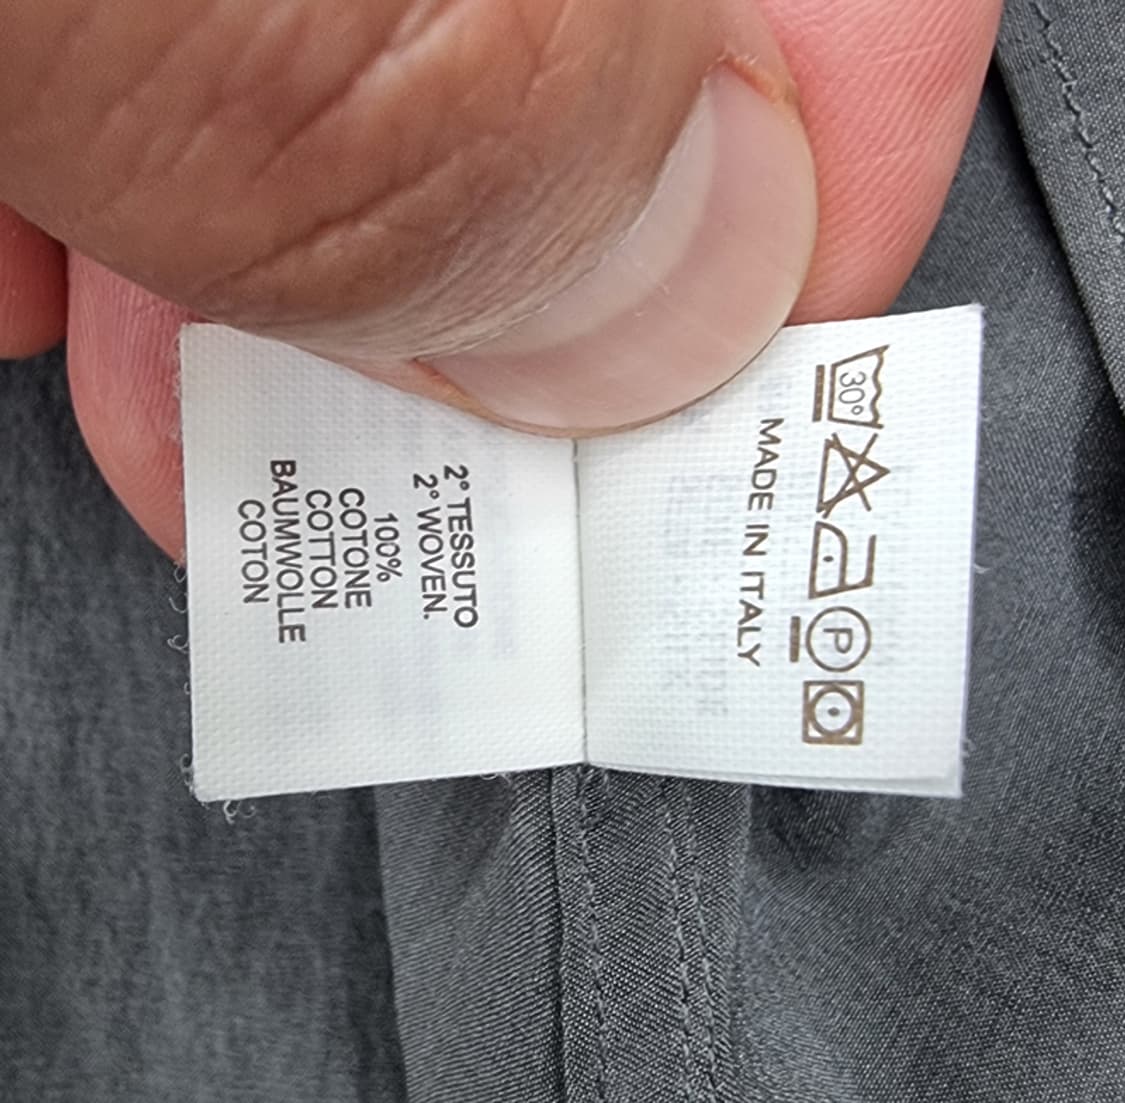 30°
P
MADE IN ITALY
2° TESSUTO
2° WOVEN.
100%
COTONE
COTTON
BAUMWOLLE
COTON